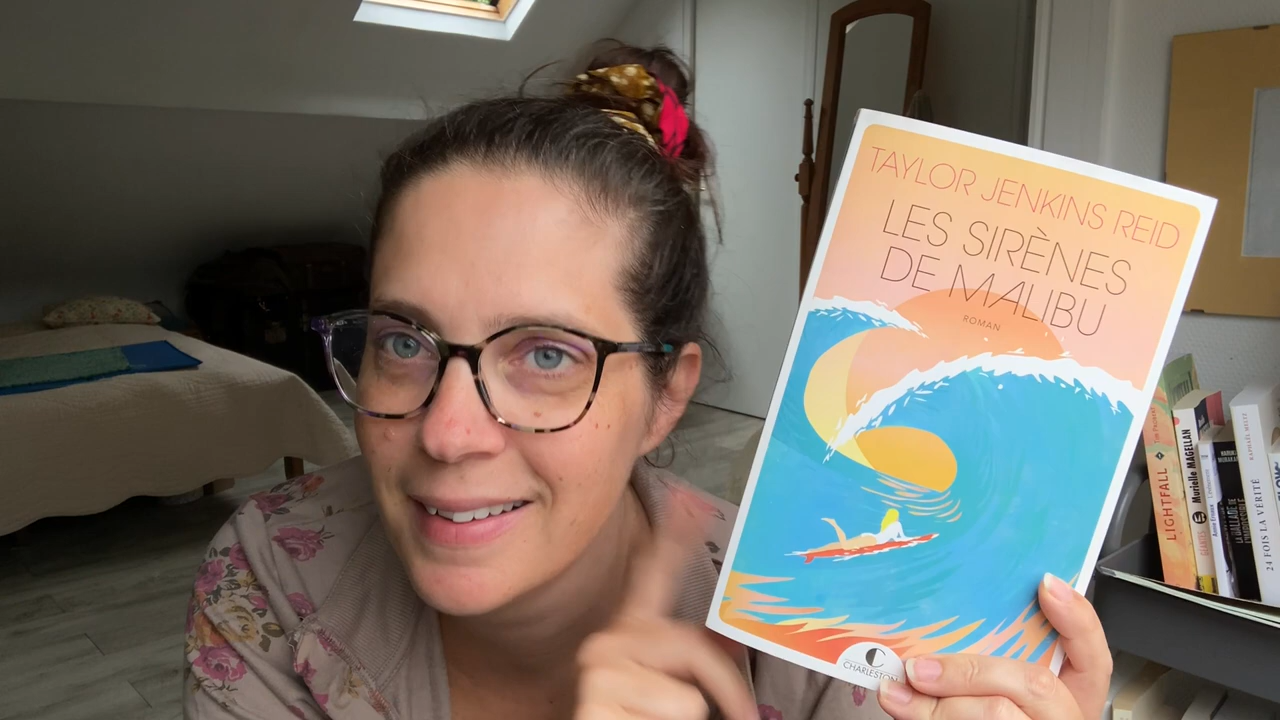 TAYLOR JENKINS REID
LES SIRÈNES
DE MALIBU
ROMAN
CHARLESTON
LIGHTFALL
Murielle MAGELLAN
24 FOIS LA VÉRITÉ